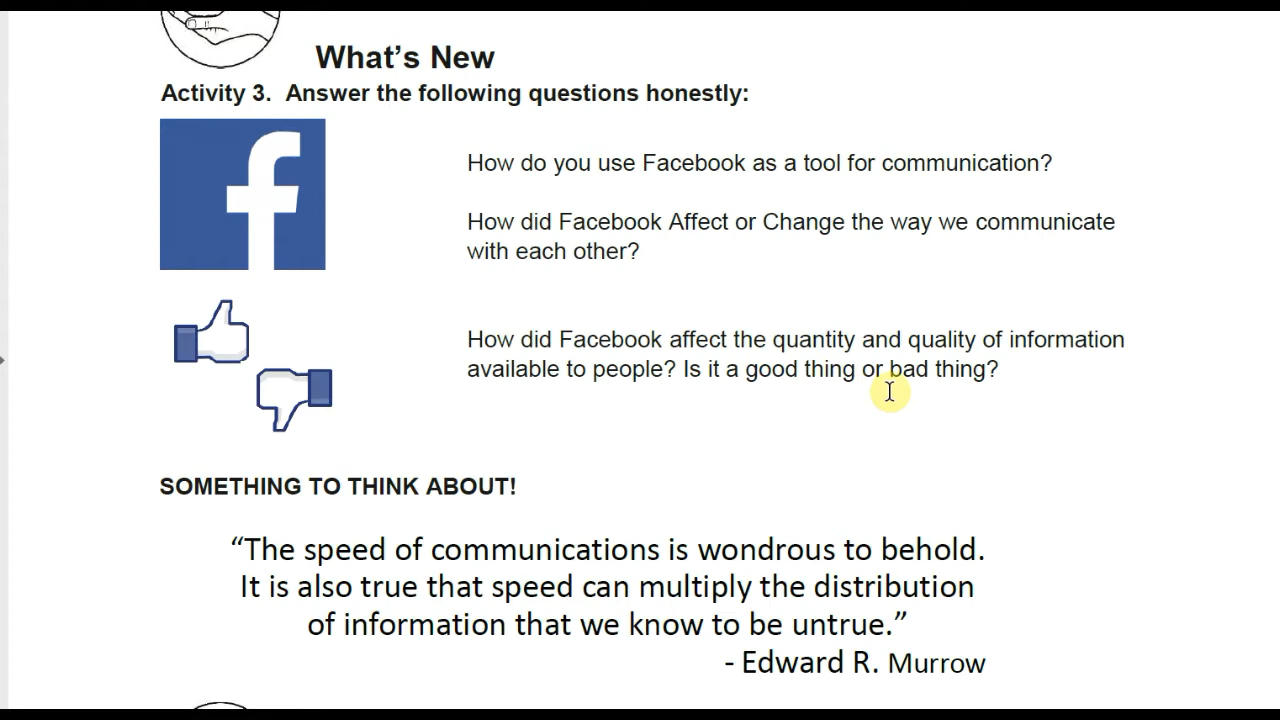 What's New
Activity 3.  Answer the following questions honestly:
f
How do you use Facebook as a tool for communication?
How did Facebook Affect or Change the way we communicate
with each other?
How did Facebook affect the quantity and quality of information
available to people? Is it a good thing or bad thing?
SOMETHING TO THINK ABOUT!
“The speed of communications is wondrous to behold.
It is also true that speed can multiply the distribution
of information that we know to be untrue.”
- Edward R. Murrow